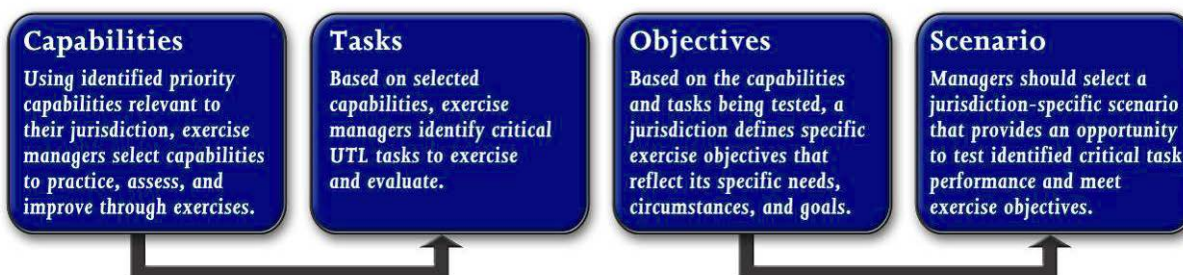 Capabilities
Using identified priority
capabilities relevant to
their jurisdiction, exercise
managers select capabilities
to practice, assess, and
improve through exercises.
Tasks
Based on selected
capabilities, exercise
managers identify critical
UTL tasks to exercise
and evaluate.
Objectives
Based on the capabilities
and tasks being tested, a
jurisdiction defines specific
exercise objectives that
reflect its specific needs,
circumstances, and goals.
Scenario
Managers should select a
jurisdiction-specific scenario
that provides an opportunity
to test identified critical task
performance and meet
exercise objectives.